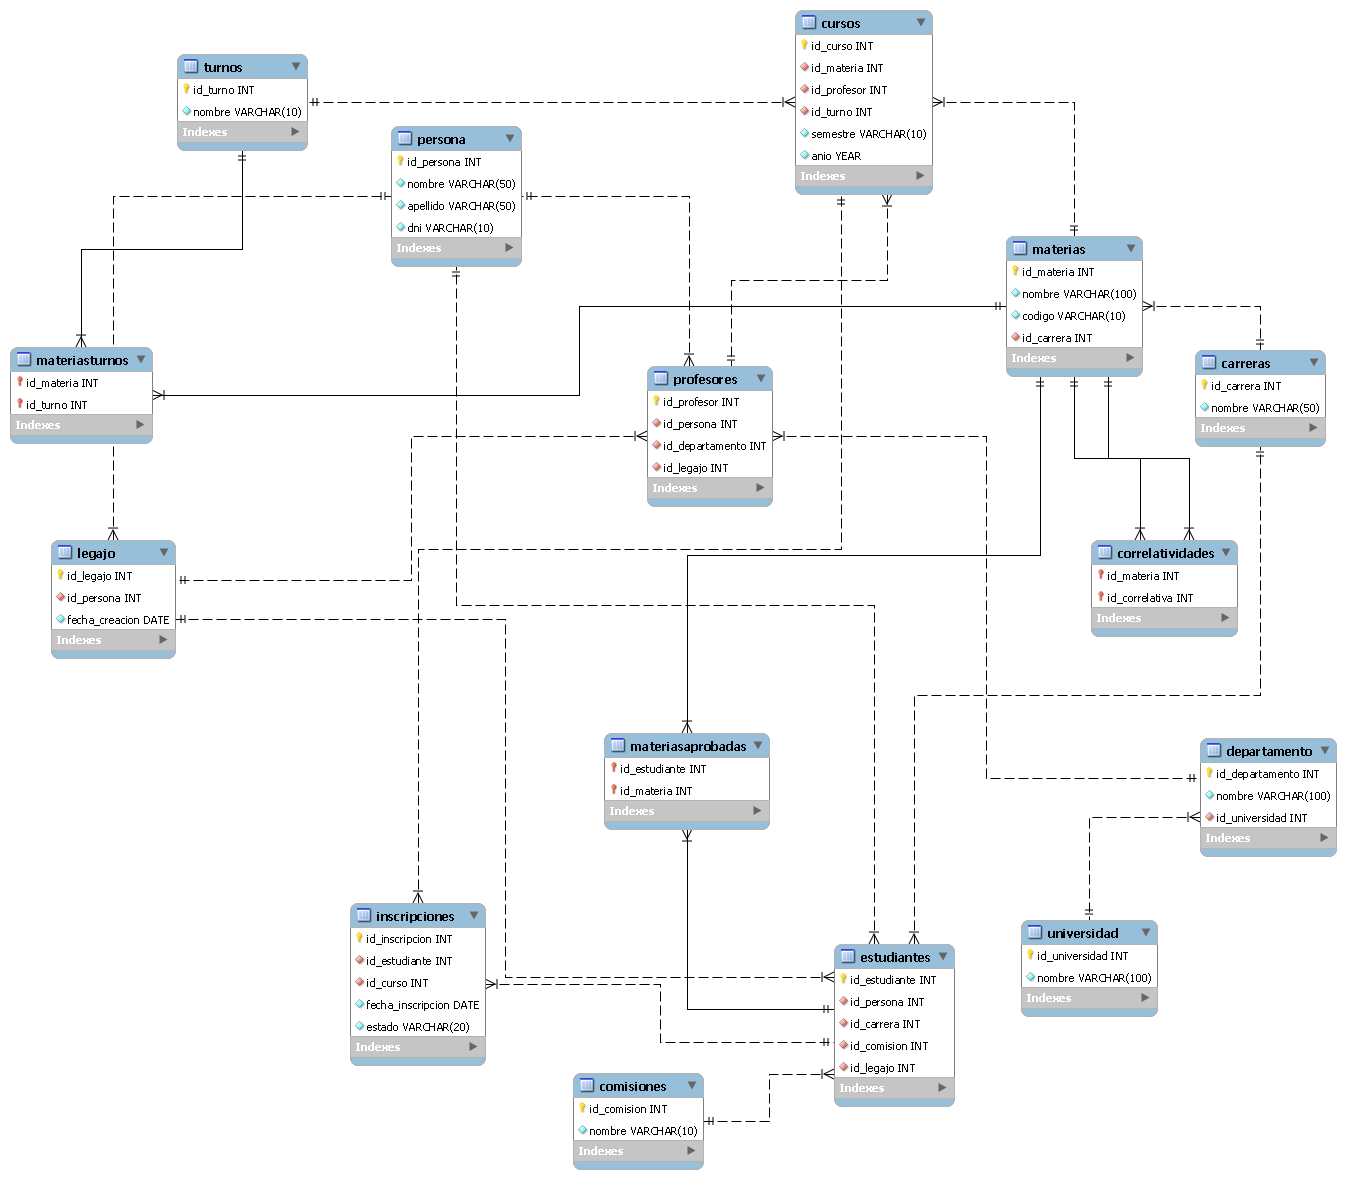 cursos
id_curso INT
id_materia INT
id_profesor INT
id_turno INT
semestre VARCHAR(10)
anio YEAR
Indexes
turnos
id_turno INT
nombre VARCHAR(10)
Indexes
persona
id_persona INT
nombre VARCHAR(50)
apellido VARCHAR(50)
dni VARCHAR(10)
Indexes
materias
id_materia INT
nombre VARCHAR(100)
codigo VARCHAR(10)
id_carrera INT
Indexes
materiasturnos
id_materia INT
id_turno INT
Indexes
profesores
id_profesor INT
id_persona INT
id_departamento INT
id_legajo INT
Indexes
carreras
id_carrera INT
nombre VARCHAR(50)
Indexes
legajo
id_legajo INT
id_persona INT
fecha_creacion DATE
Indexes
correlatividades
id_materia INT
id_correlativa INT
Indexes
materiasaprobadas
id_estudiante INT
id_materia INT
Indexes
departamento
id_departamento INT
nombre VARCHAR(100)
id_universidad INT
Indexes
inscripciones
id_inscripcion INT
id_estudiante INT
id_curso INT
fecha_inscripcion DATE
estado VARCHAR(20)
Indexes
universidad
id_universidad INT
nombre VARCHAR(100)
Indexes
estudiantes
id_estudiante INT
id_persona INT
id_carrera INT
id_comision INT
id_legajo INT
Indexes
comisiones
id_comision INT
nombre VARCHAR(10)
Indexes